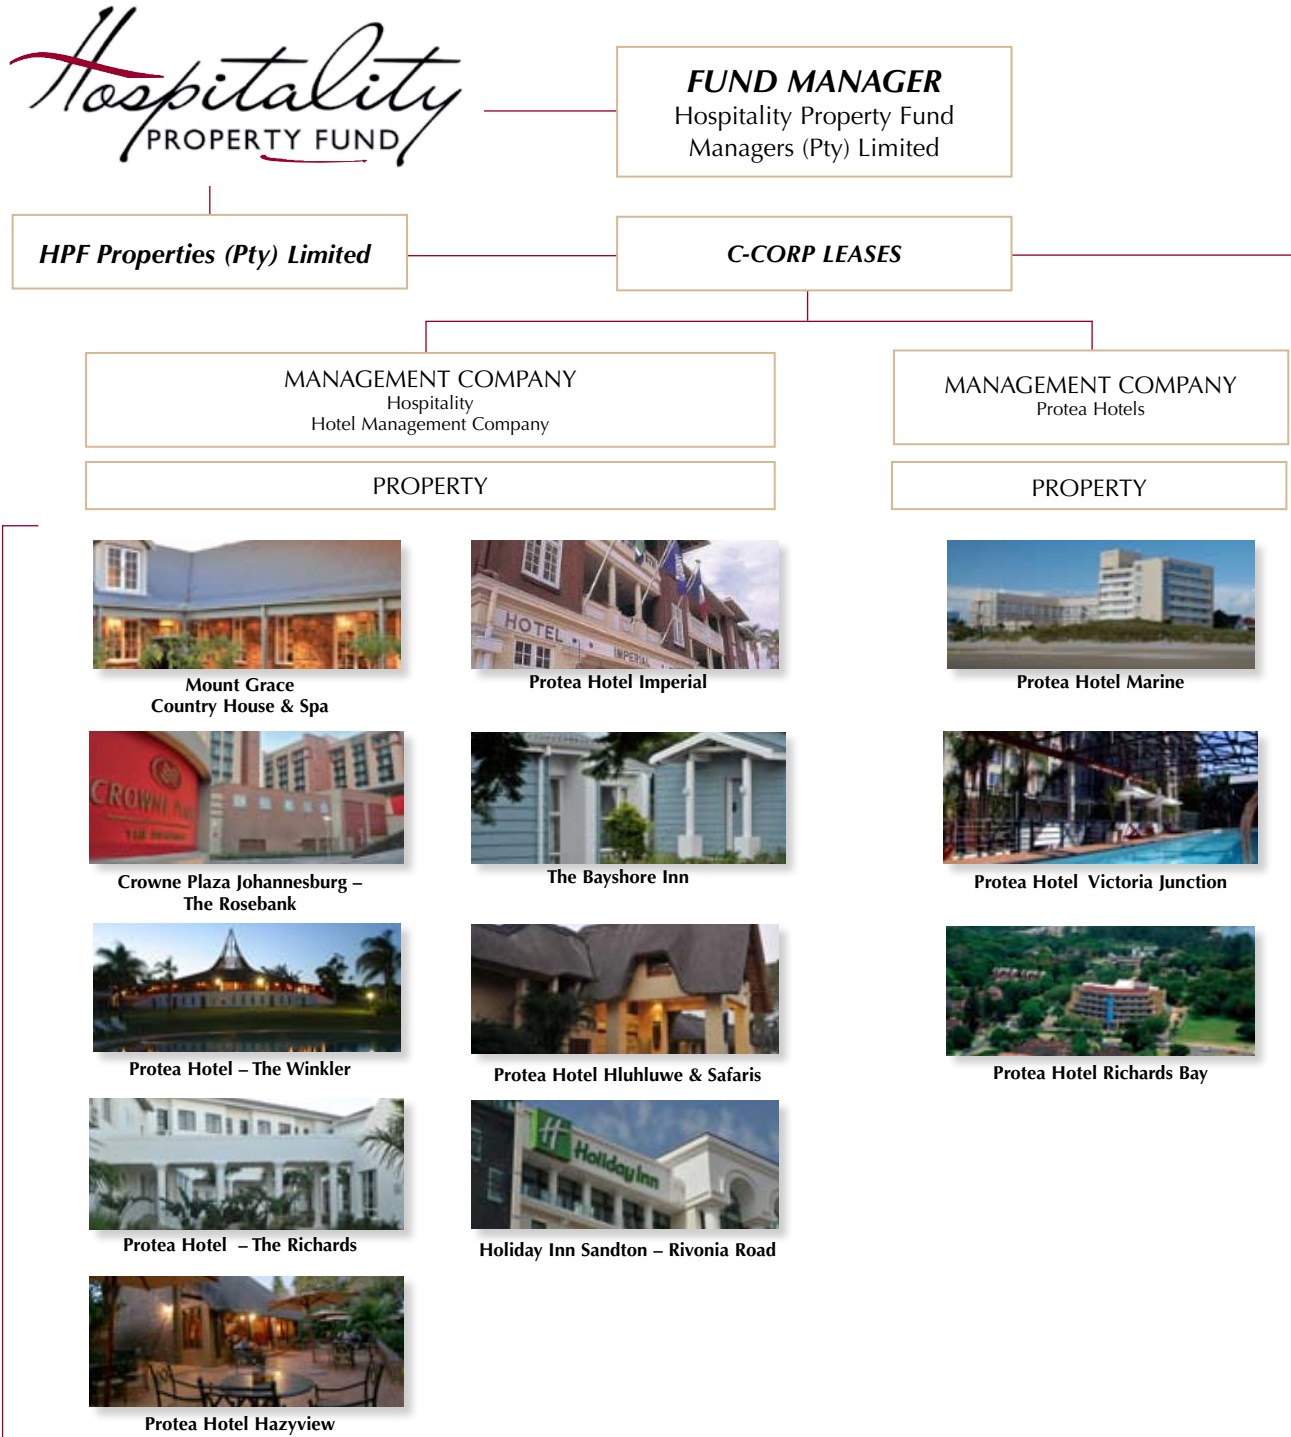 Hospitality
PROPERTY FUND
FUND MANAGER
Hospitality Property Fund
Managers (Pty) Limited
HPF Properties (Pty) Limited
C-CORP LEASES
MANAGEMENT COMPANY
Hospitality
Hotel Management Company
MANAGEMENT COMPANY
Protea Hotels
PROPERTY
PROPERTY
HOTEL
IMPERIAL
Mount Grace
Country House & Spa
Protea Hotel Imperial
Protea Hotel Marine
CROWNE PLAZA
Crowne Plaza Johannesburg –
The Rosebank
The Bayshore Inn
Protea Hotel Victoria Junction
Protea Hotel – The Winkler
Protea Hotel Hluhluwe & Safaris
Protea Hotel Richards Bay
H
Holiday Inn
Protea Hotel – The Richards
Holiday Inn Sandton – Rivonia Road
Protea Hotel Hazyview